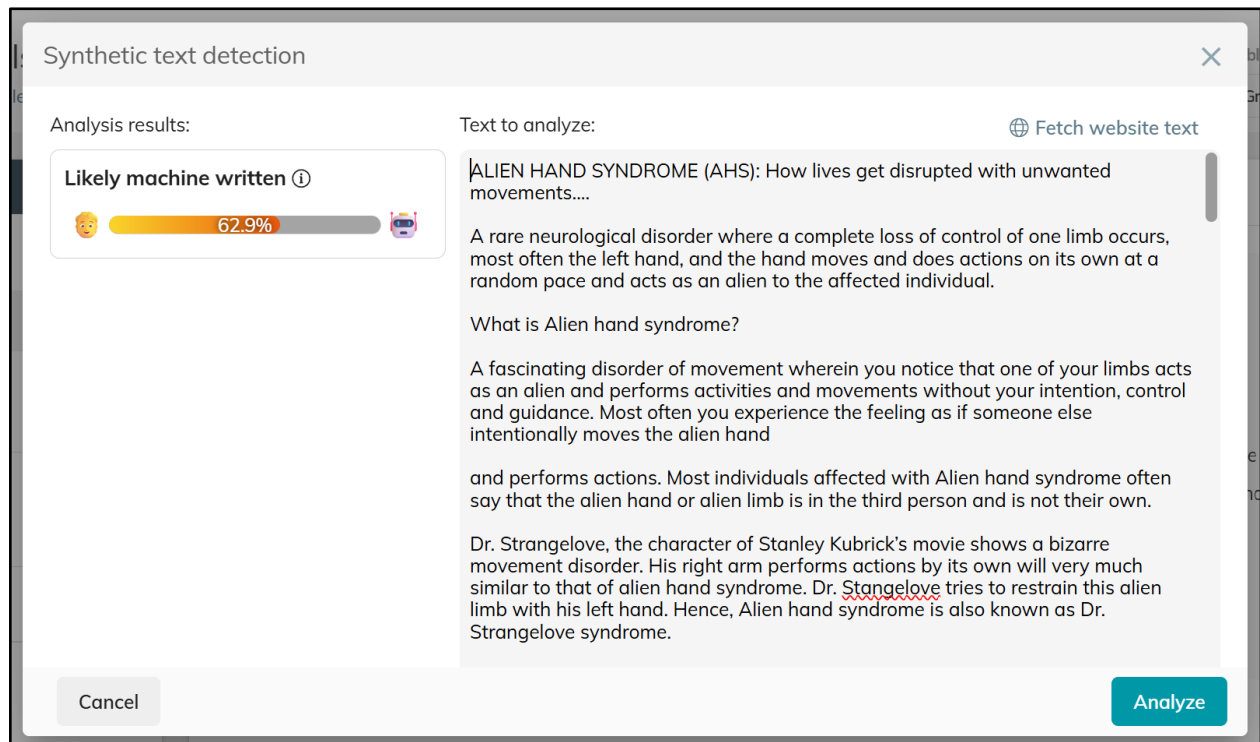 Synthetic text detection
Analysis results:
Likely machine written
62.9%
Text to analyze:
Fetch website text
ALIEN HAND SYNDROME (AHS): How lives get disrupted with unwanted
movements....
A rare neurological disorder where a complete loss of control of one limb occurs,
most often the left hand, and the hand moves and does actions on its own at a
random pace and acts as an alien to the affected individual.
What is Alien hand syndrome?
A fascinating disorder of movement wherein you notice that one of your limbs acts
as an alien and performs activities and movements without your intention, control
and guidance. Most often you experience the feeling as if someone else
intentionally moves the alien hand
and performs actions. Most individuals affected with Alien hand syndrome often
say that the alien hand or alien limb is in the third person and is not their own.
Dr. Strangelove, the character of Stanley Kubrick’s movie shows a bizarre
movement disorder. His right arm performs actions by its own will very much
similar to that of alien hand syndrome. Dr. Stangelove tries to restrain this alien
limb with his left hand. Hence, Alien hand syndrome is also known as Dr.
Strangelove syndrome.
Cancel
Analyze